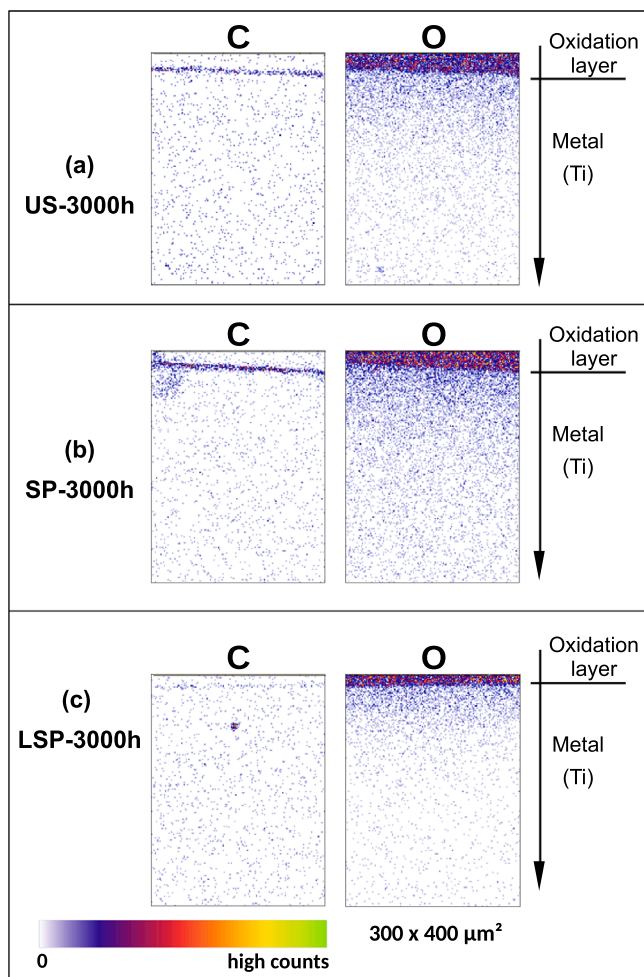 C
O
Oxidation
layer
(a)
US-3000h
Metal
(Ti)
C
O
Oxidation
layer
(b)
SP-3000h
Metal
(Ti)
C
O
Oxidation
layer
(c)
LSP-3000h
Metal
(Ti)
0
high counts
300 x 400 µm²